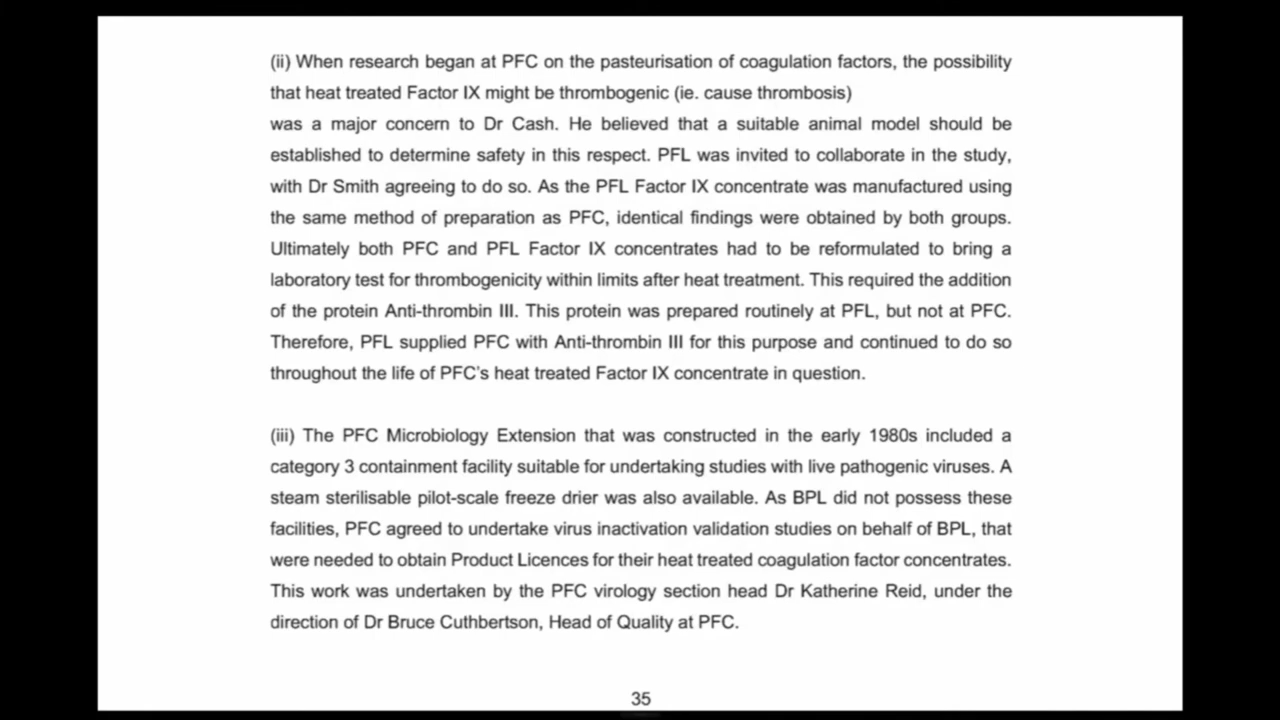 (ii) When research began at PFC on the pasteurisation of coagulation factors, the possibility
that heat treated Factor IX might be thrombogenic (ie. cause thrombosis)
was a major concern to Dr Cash. He believed that a suitable animal model should be
established to determine safety in this respect. PFL was invited to collaborate in the study,
with Dr Smith agreeing to do so. As the PFL Factor IX concentrate was manufactured using
the same method of preparation as PFC, identical findings were obtained by both groups.
Ultimately both PFC and PFL Factor IX concentrates had to be reformulated to bring a
laboratory test for thrombogenicity within limits after heat treatment. This required the addition
of the protein Anti-thrombin III. This protein was prepared routinely at PFL, but not at PFC.
Therefore, PFL supplied PFC with Anti-thrombin III for this purpose and continued to do so
throughout the life of PFC's heat treated Factor IX concentrate in question.
(iii) The PFC Microbiology Extension that was constructed in the early 1980s included a
category 3 containment facility suitable for undertaking studies with live pathogenic viruses. A
steam sterilisable pilot-scale freeze drier was also available. As BPL did not possess these
facilities, PFC agreed to undertake virus inactivation validation studies on behalf of BPL, that
were needed to obtain Product Licences for their heat treated coagulation factor concentrates.
This work was undertaken by the PFC virology section head Dr Katherine Reid, under the
direction of Dr Bruce Cuthbertson, Head of Quality at PFC.
35